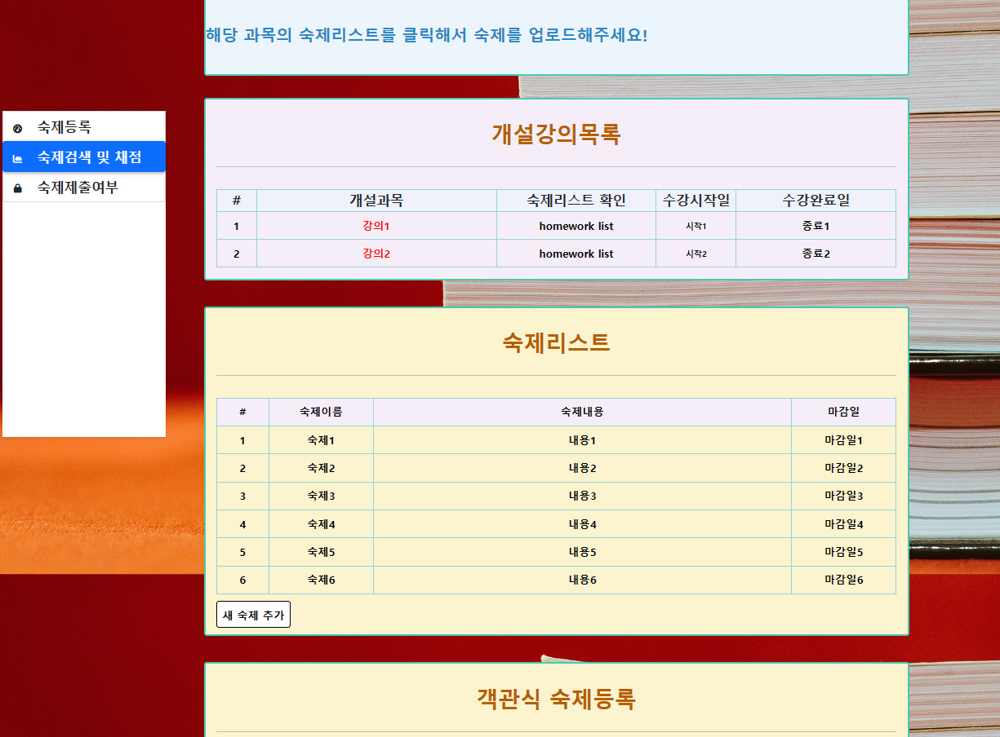 해당 과목의 숙제리스트를 클릭해서 숙제를 업로드해주세요!
숙제등록
숙제검색 및 채점
숙제제출여부
개설강의목록
# 개설과목 숙제리스트 확인 수강시작일 수강완료일
1 강의1 homework list 시작1 종료1
2 강의2 homework list 시작2 종료2
숙제리스트
# 숙제이름 숙제내용 마감일
1 숙제1 내용1 마감일1
2 숙제2 내용2 마감일2
3 숙제3 내용3 마감일3
4 숙제4 내용4 마감일4
5 숙제5 내용5 마감일5
6 숙제6 내용6 마감일6
새 숙제 추가
객관식 숙제등록